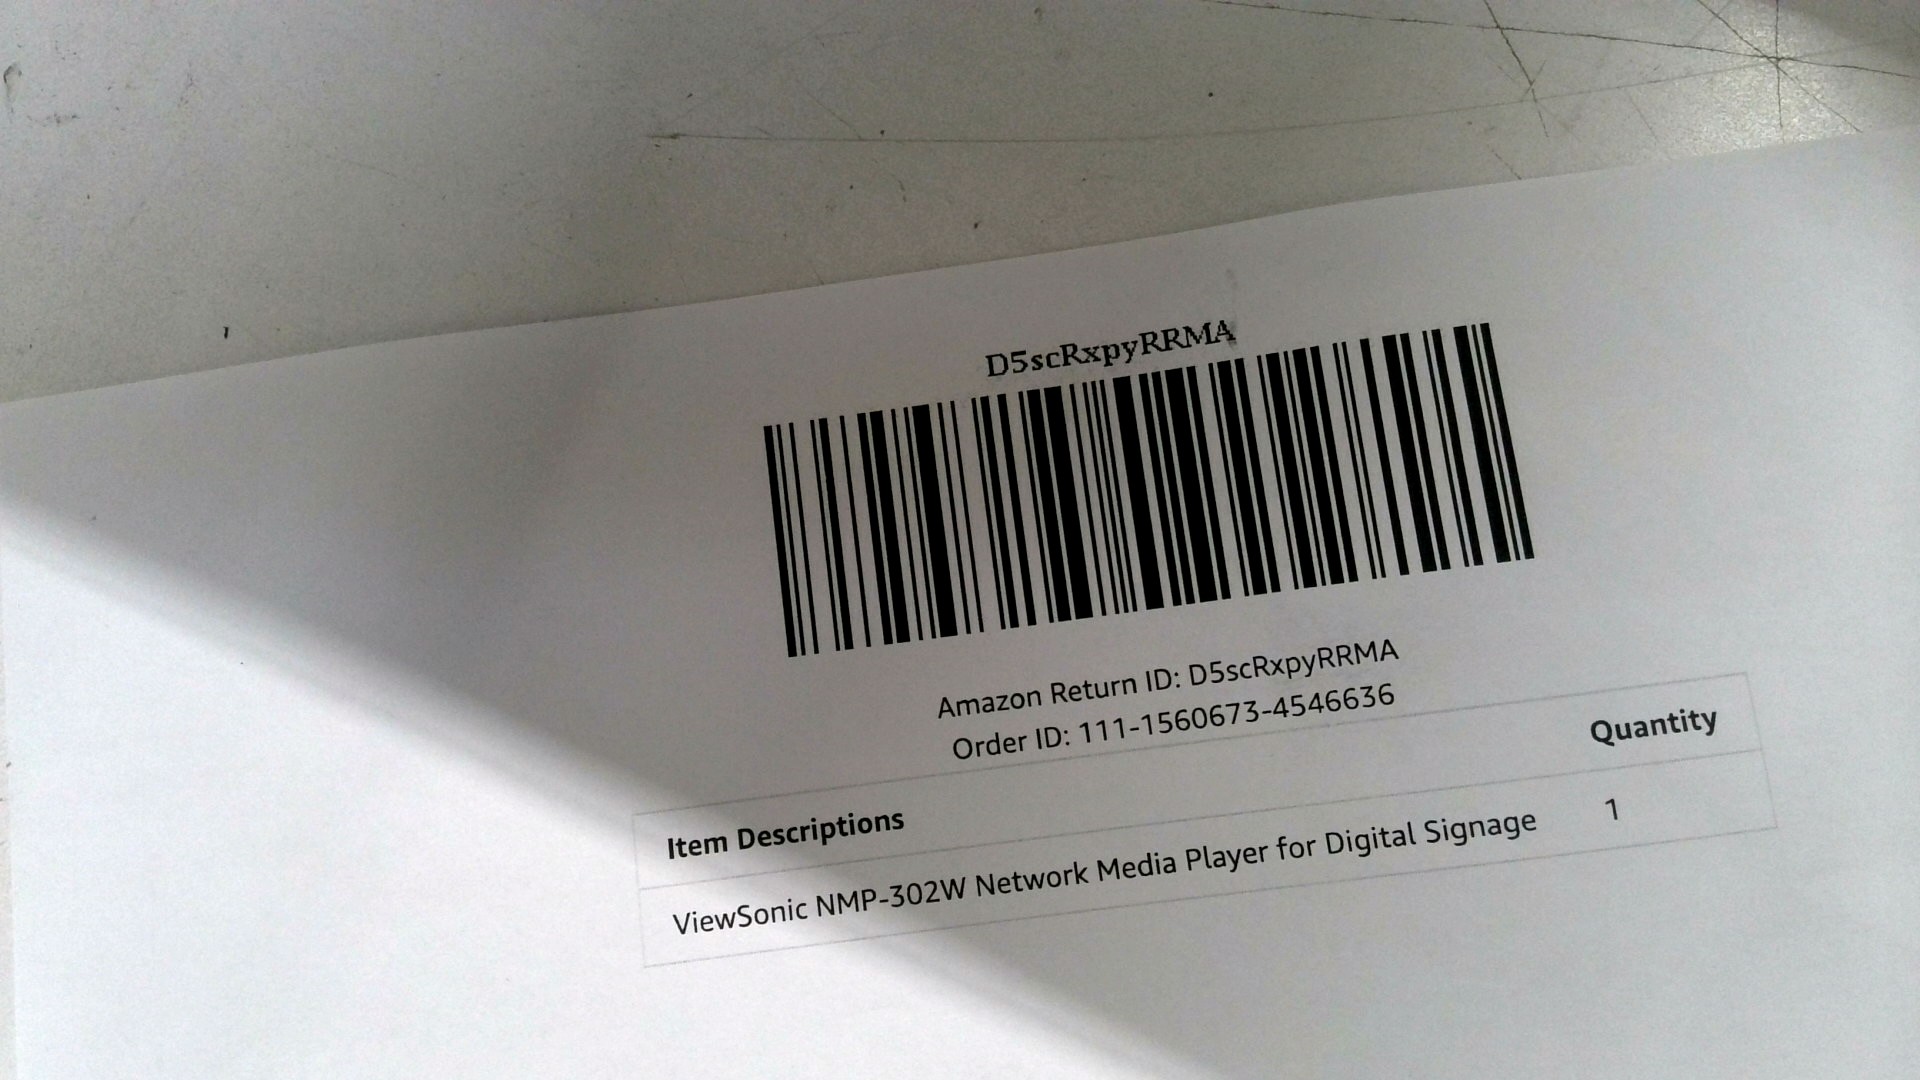 D5scRxpyRRMA
Amazon Return ID: D5scRxpyRRMA
Order ID: 111-1560673-4546636
Item Descriptions Quantity
ViewSonic NMP-302W Network Media Player for Digital Signage 1